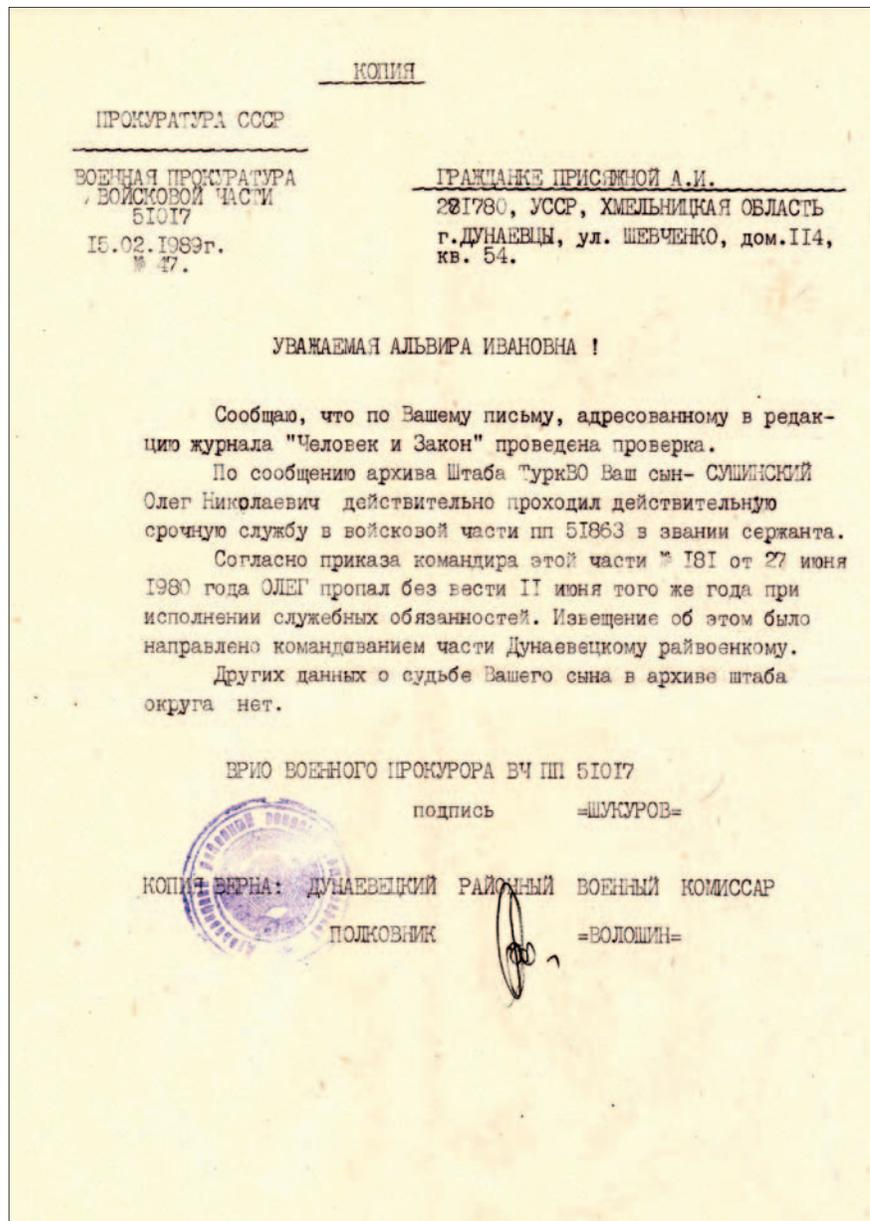 КОПИЯ
ПРОКУРАТУРА СССР
ВОЕННАЯ ПРОКУРАТУРА
ВОЙСКОВОЙ ЧАСТИ
51017
15.02.1989г.
№ 47.
ГРАЖДАНКЕ ПРИСЯЖНОЙ А.И.
281780, УССР, ХМЕЛЬНИЦКАЯ ОБЛАСТЬ
г.ДУНАЕВЦЫ, ул. ШЕВЧЕНКО, дом.114,
кв. 54.
УВАЖАЕМАЯ АЛЬВИРА ИВАНОВНА !
Сообщаю, что по Вашему письму, адресованному в редак-
цию журнала "Человек и Закон" проведена проверка.
По сообщению архива Штаба ТуркВО Ваш сын- СУШИНСКИЙ
Олег Николаевич действительно проходил действительную
срочную службу в войсковой части пп 51863 в звании сержанта.
Согласно приказа командира этой части № 181 от 27 июня
1980 года ОЛЕГ пропал без вести 11 июня того же года при
исполнении служебных обязанностей. Извещение об этом было
направлено командованием части Дунаевецкому райвоенкому.
Других данных о судьбе Вашего сына в архиве штаба
округа нет.
ВРИО ВОЕННОГО ПРОКУРОРА ВЧ ПП 51017
подпись =ШУКУРОВ=
КОПИЯ ВЕРНА: ДУНАЕВЕЦКИЙ РАЙОННЫЙ ВОЕННЫЙ КОМИССАР
ПОЛКОВНИК =ВОЛОШИН=